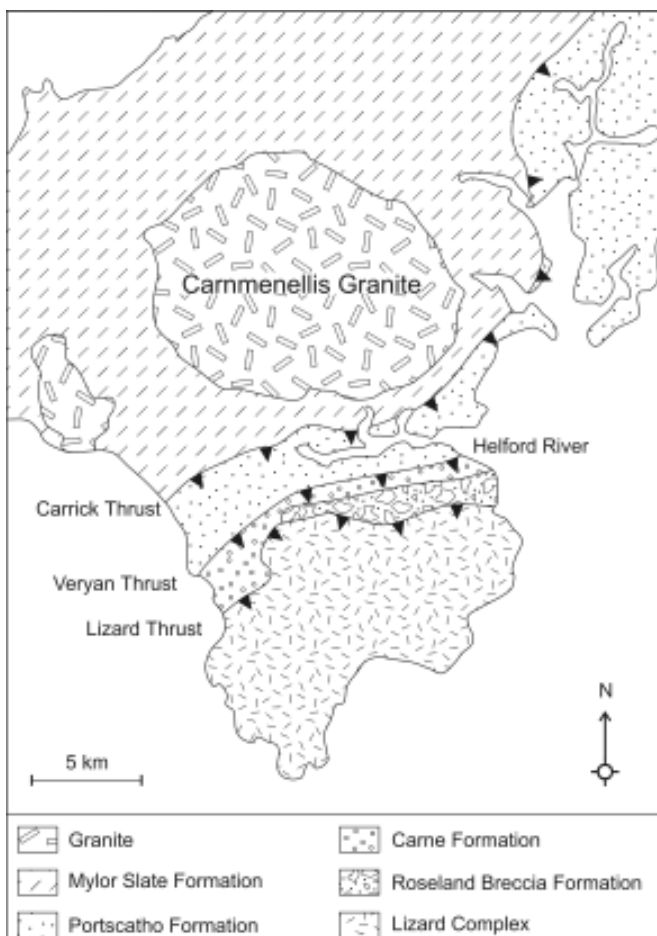 Carnmenellis Granite
Helford River
Carrick Thrust
Veryan Thrust
Lizard Thrust
N
5 km
Granite
Mylor Slate Formation
Portscatho Formation
Carne Formation
Roseland Breccia Formation
Lizard Complex